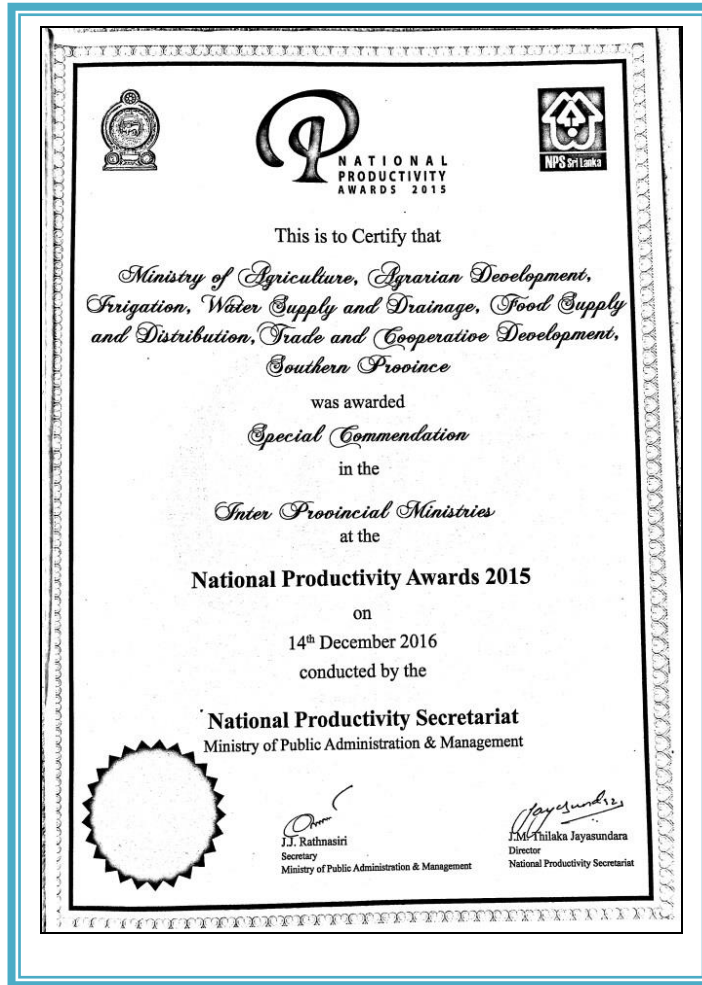 NATIONAL
PRODUCTIVITY
AWARDS 2015
NPS Sri Lanka
This is to Certify that
Ministry of Agriculture, Agrarian Development,
Irrigation, Water Supply and Drainage, Food Supply
and Distribution, Trade and Cooperative Development,
Southern Province
was awarded
Special Commendation
in the
Inter Provincial Ministries
at the
National Productivity Awards 2015
on
14th December 2016
conducted by the
National Productivity Secretariat
Ministry of Public Administration & Management
J.J. Rathnasiri
Secretary
Ministry of Public Administration & Management
Jayasundara
J.M. Thilaka Jayasundara
Director
National Productivity Secretariat